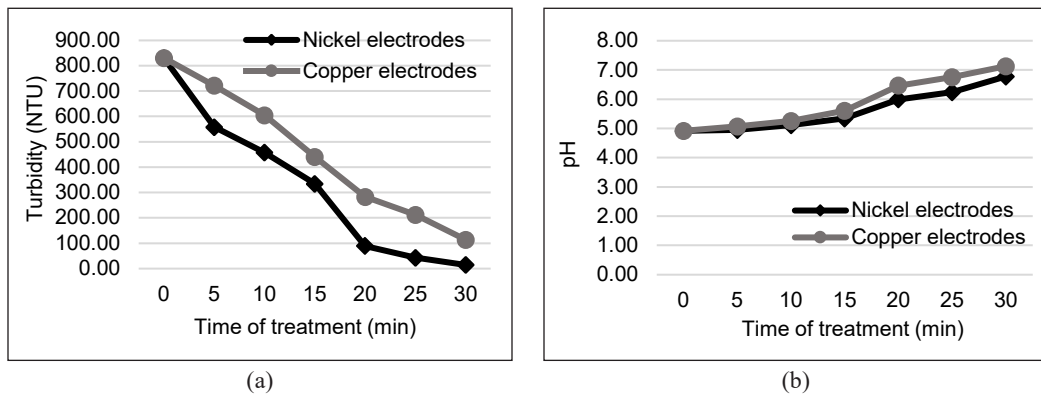 900.00
800.00
700.00
600.00
500.00
400.00
300.00
200.00
100.00
0.00
Turbidity (NTU)
Nickel electrodes
Copper electrodes
0 5 10 15 20 25 30
Time of treatment (min)
(a)
8.00
7.00
6.00
5.00
4.00
3.00
2.00
1.00
0.00
pH
Nickel electrodes
Copper electrodes
0 5 10 15 20 25 30
Time of treatment (min)
(b)